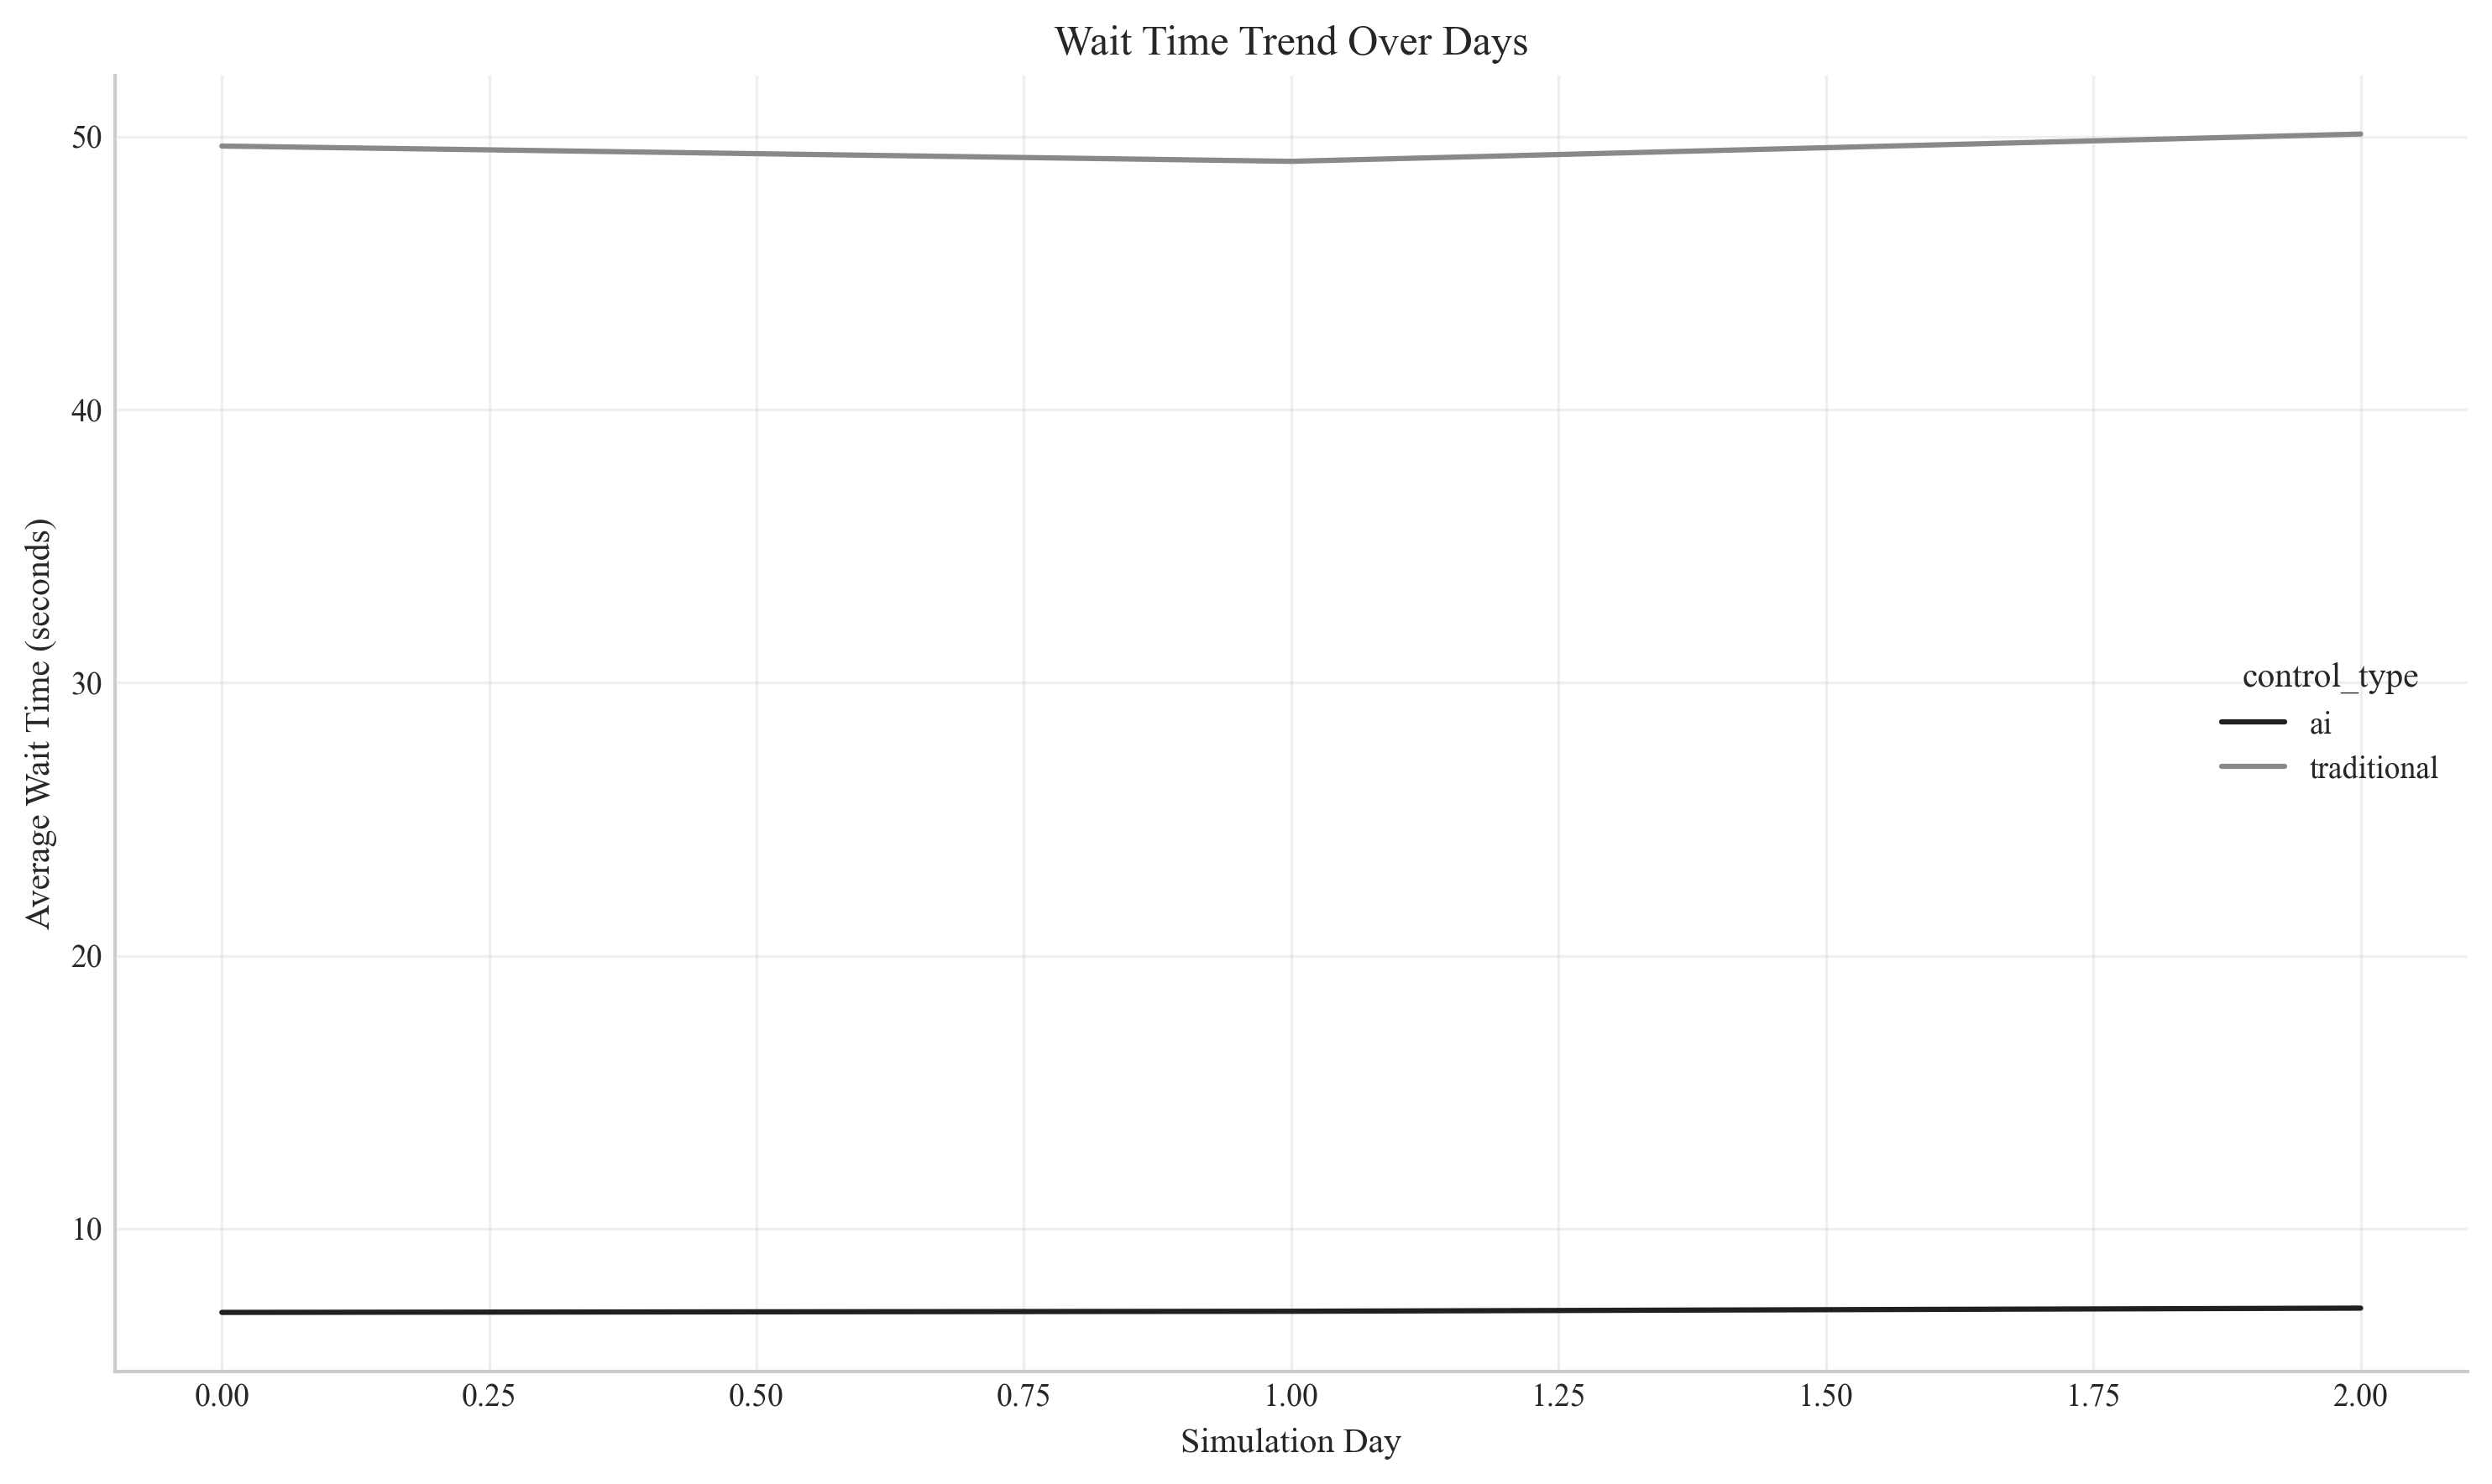 Wait Time Trend Over Days
Average Wait Time (seconds)
50
40
30
20
10
control_type
ai
traditional
0.00 0.25 0.50 0.75 1.00 1.25 1.50 1.75 2.00
Simulation Day